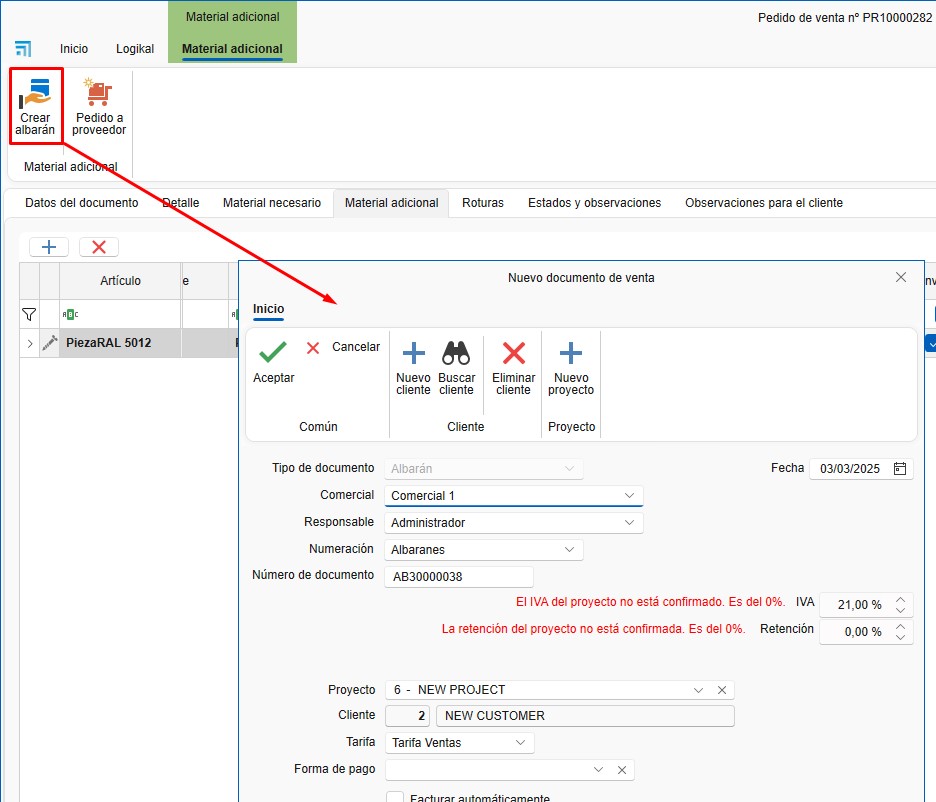 Material adicional
Pedido de venta nº PR10000282
Inicio
Logikal
Material adicional
Crear albarán
Pedido a proveedor
Material adicional
Datos del documento
Detalle
Material necesario
Material adicional
Roturas
Estados y observaciones
Observaciones para el cliente
Artículo
e
PiezaRAL 5012
Nuevo documento de venta
Inicio
Aceptar
Cancelar
Nuevo cliente
Buscar cliente
Eliminar cliente
Nuevo proyecto
Común
Cliente
Proyecto
Tipo de documento
Albarán
Fecha
03/03/2025
Comercial
Comercial 1
Responsable
Administrador
Numeración
Albaranes
Número de documento
AB30000038
El IVA del proyecto no está confirmado. Es del 0%.
IVA
21,00 %
La retención del proyecto no está confirmada. Es del 0%.
Retención
0,00 %
Proyecto
6 - NEW PROJECT
Cliente
2
NEW CUSTOMER
Tarifa
Tarifa Ventas
Forma de pago
Facturar automáticamente